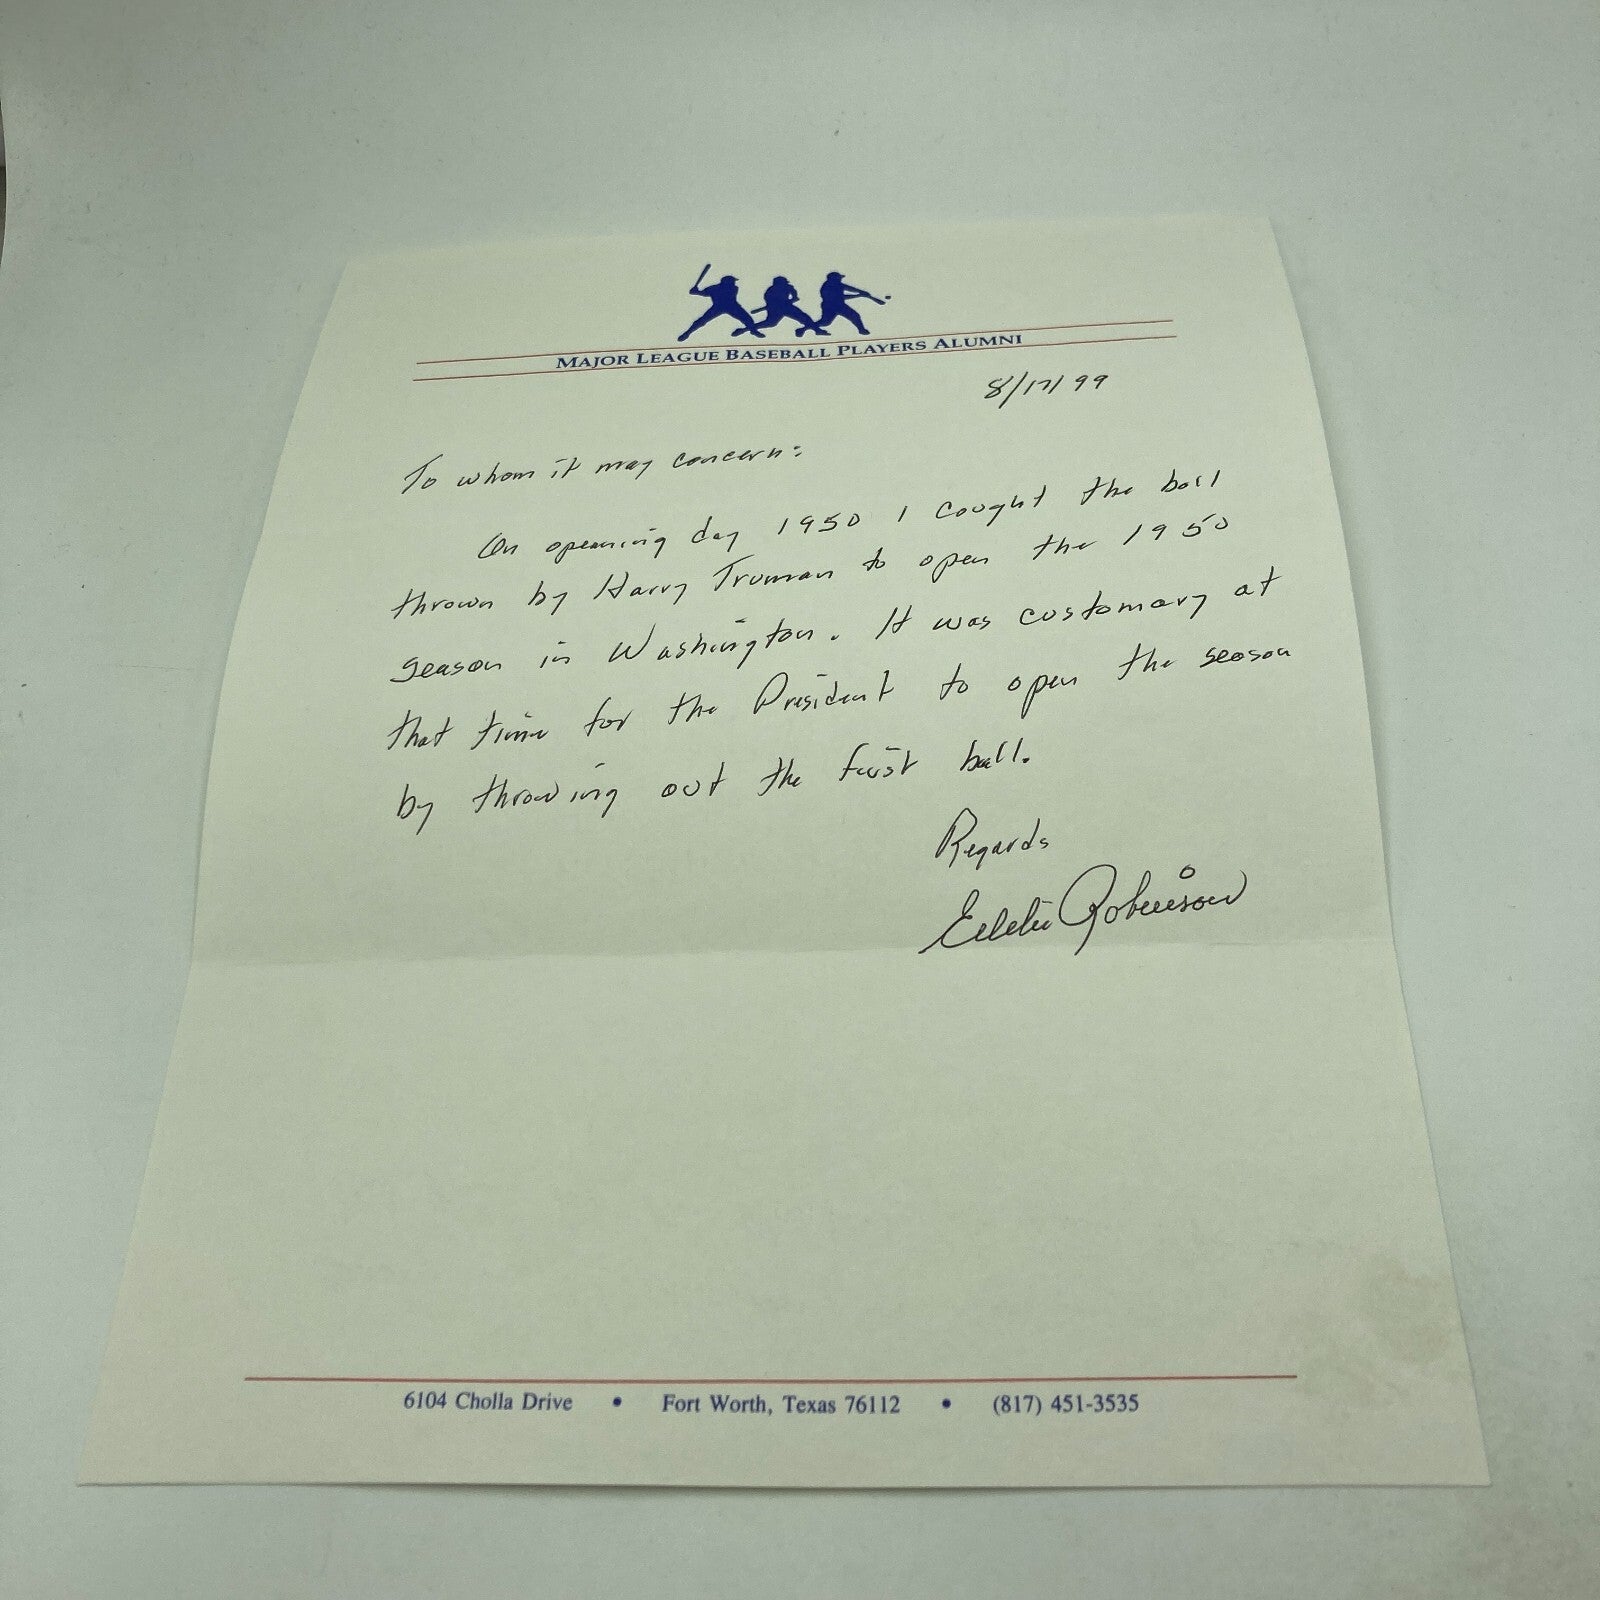 MAJOR LEAGUE BASEBALL PLAYERS ALUMNI
8/17/99
To whom it may concern:
On opening day 1950 I caught the ball
thrown by Harry Truman to open the 1950
season in Washington. It was customary at
that time for the President to open the season
by throwing out the first ball.
Regards
Eddie Robinson
6104 Cholla Drive • Fort Worth, Texas 76112 • (817) 451-3535